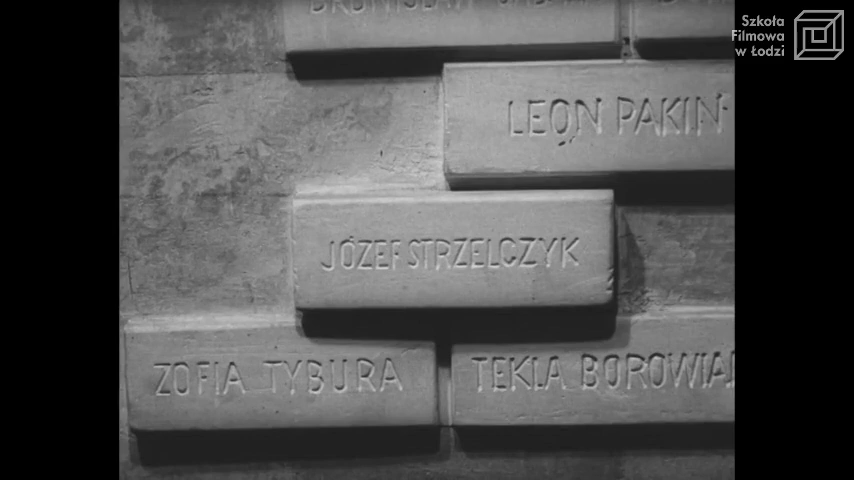 Szkoła
Filmowa
w Łodzi
LEON PAKIN
JÓZEF STRZELCZYK
ZOFIA TYBURA
TEKLA BOROWIA